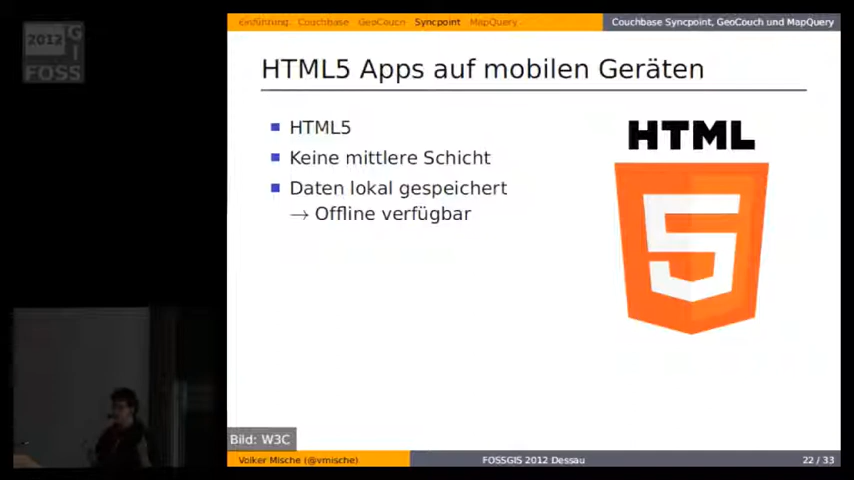 2012
GI
FOSS
Einführung Couchbase GeoCouch Syncpoint MapQuery
Couchbase Syncpoint, GeoCouch und MapQuery
HTML5 Apps auf mobilen Geräten
HTML5
Keine mittlere Schicht
Daten lokal gespeichert
→ Offline verfügbar
HTML
5
Bild: W3C
Volker Mische (@vmische)
FOSSGIS 2012 Dessau
22 / 33